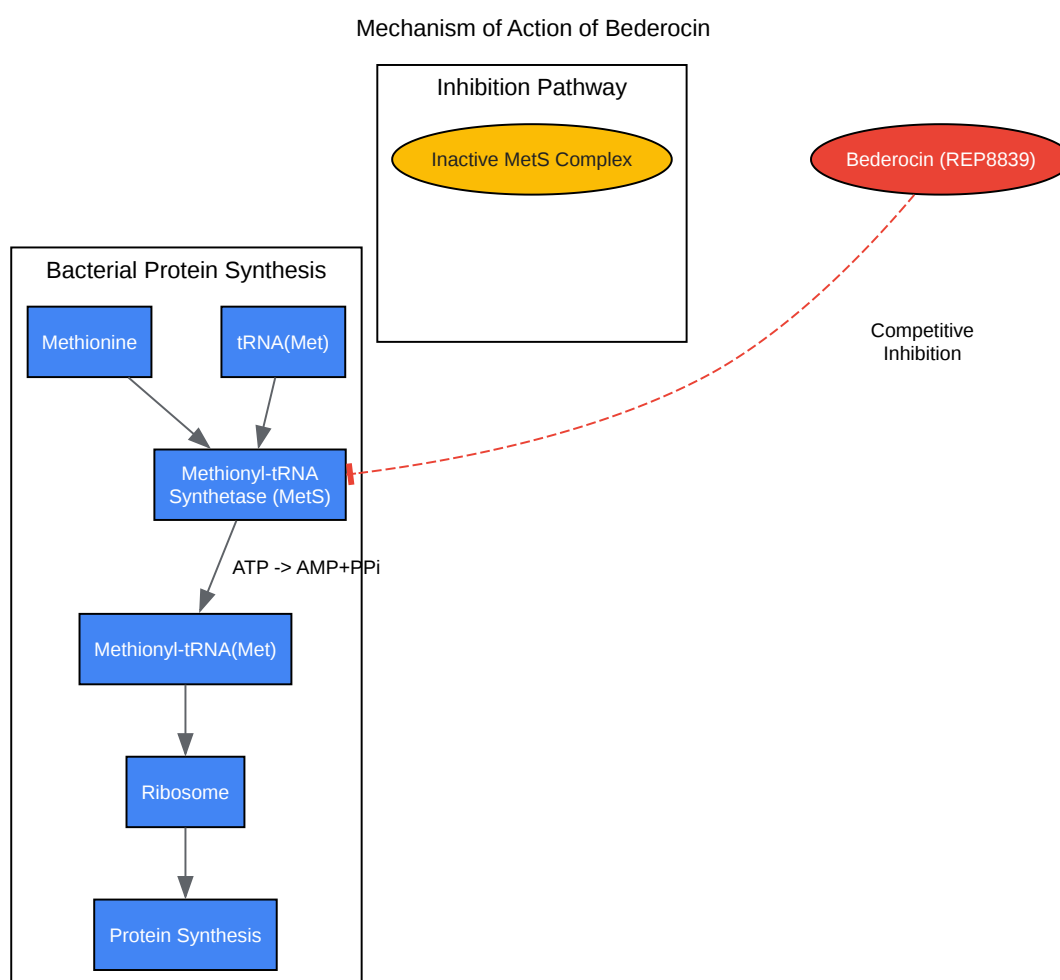 Mechanism of Action of Bederocin
Inhibition Pathway
Inactive MetS Complex
Bederocin (REP8839)
Bacterial Protein Synthesis
Methionine
tRNA(Met)
Competitive
Inhibition
Methionyl-tRNA
Synthetase (MetS)
ATP -> AMP+PPi
Methionyl-tRNA(Met)
Ribosome
Protein Synthesis